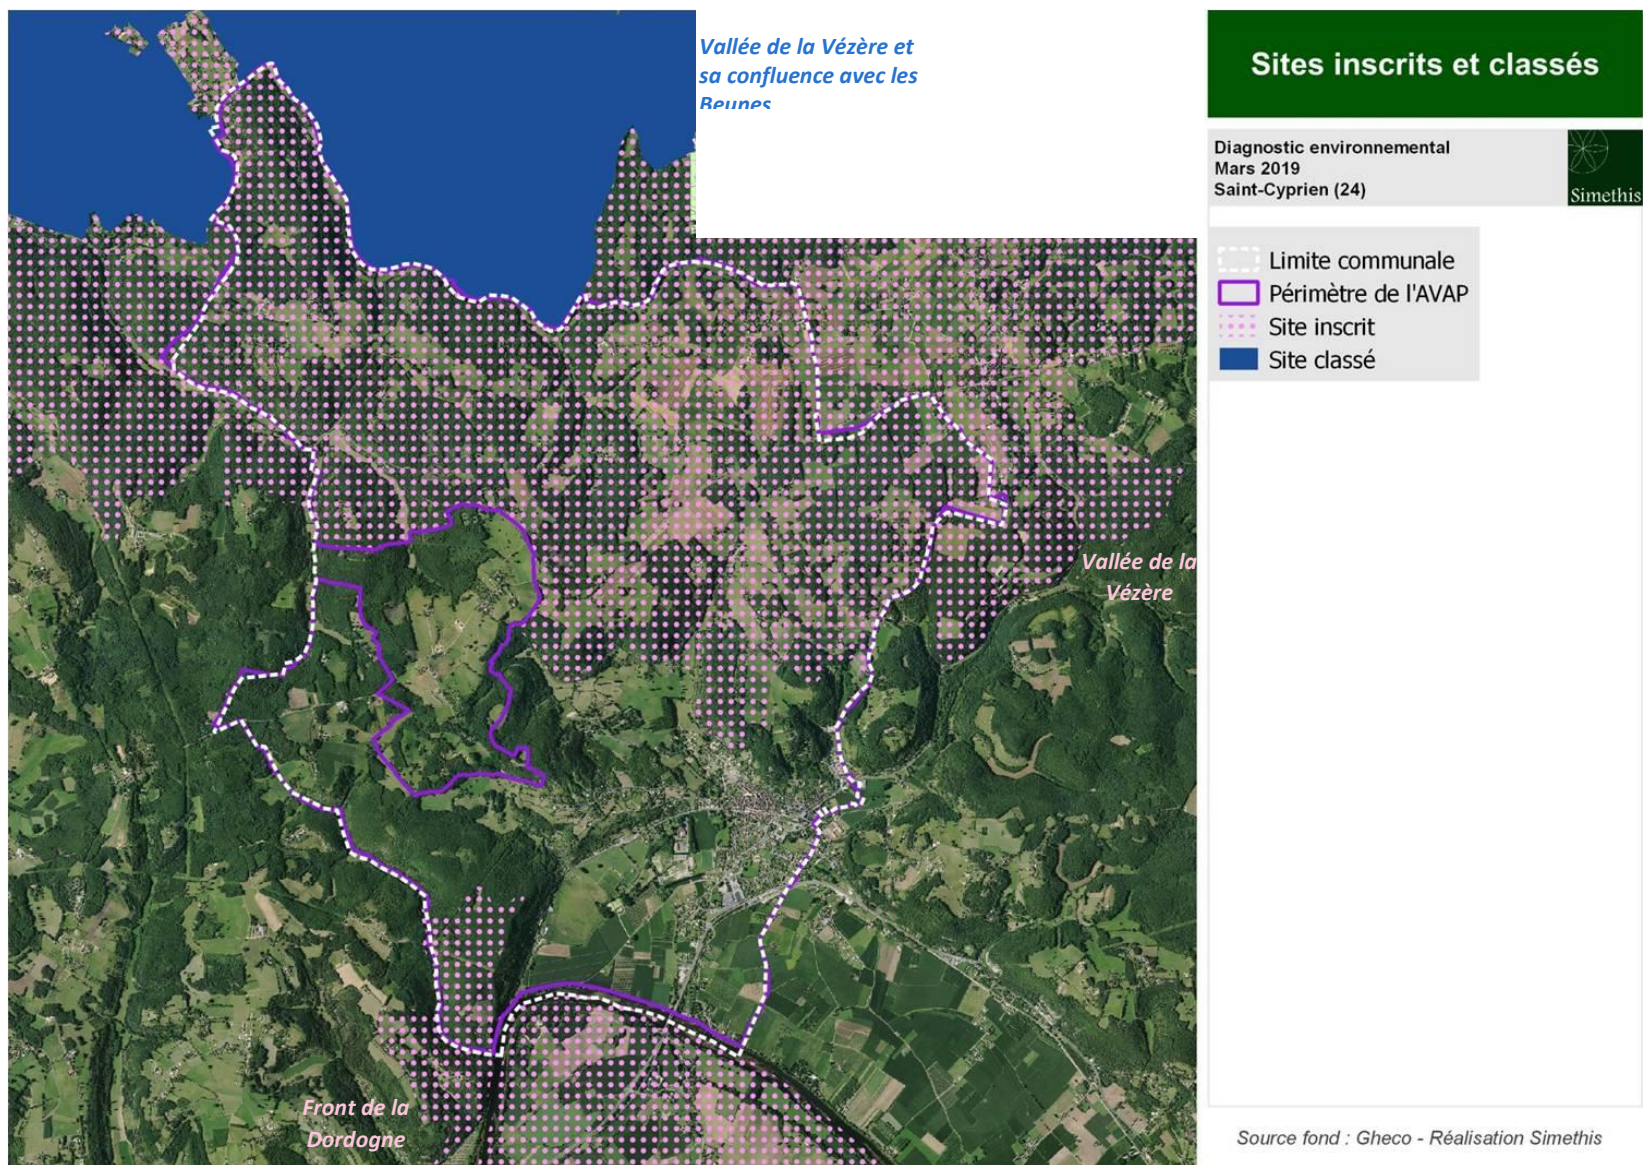 Vallée de la Vézère et
sa confluence avec les
Beunes
Sites inscrits et classés
Diagnostic environnemental
Mars 2019
Saint-Cyprien (24)
Simethis
Limite communale
Périmètre de l'AVAP
Site inscrit
Site classé
Vallée de la
Vézère
Front de la
Dordogne
Source fond : Gheco - Réalisation Simethis